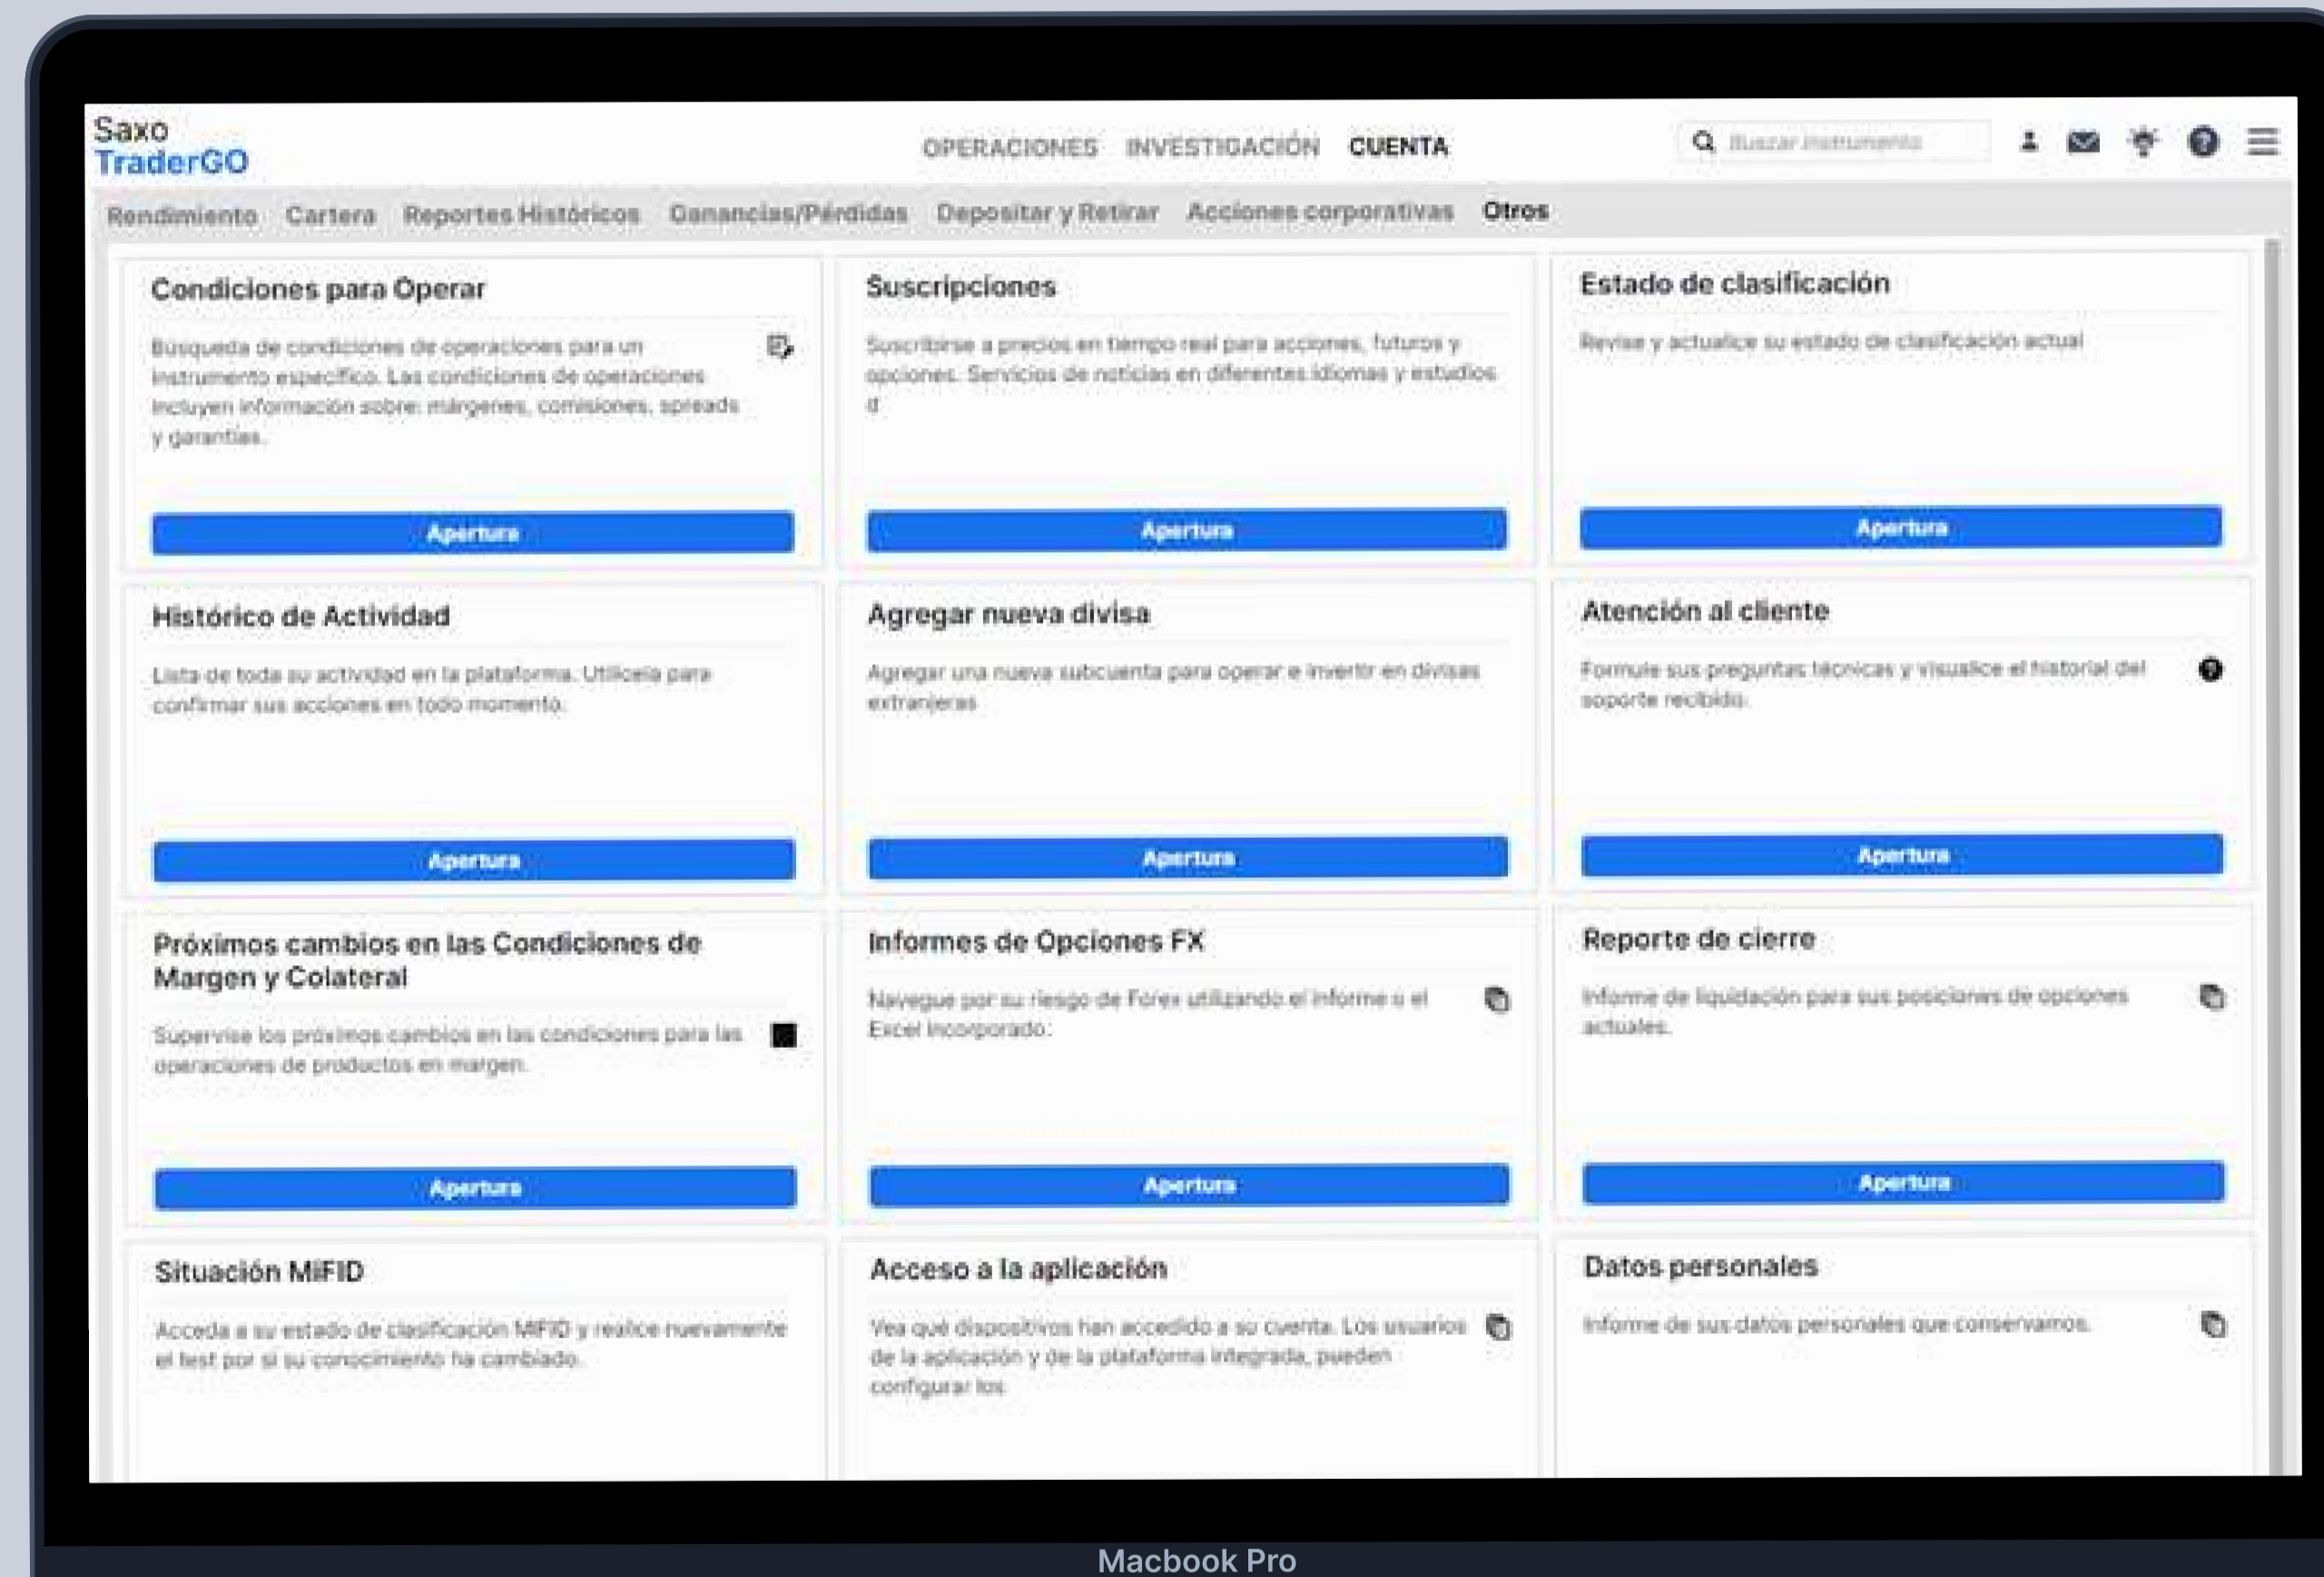 Saxo
TraderGO
OPERACIONES INVESTIGACIÓN CUENTA
Buscar instrumento
Rendimiento Cartera Reportes Históricos Ganancias/Pérdidas Depositar y Retirar Acciones corporativas Otros
Condiciones para Operar
Búsqueda de condiciones de operaciones para un
instrumento específico. Las condiciones de operaciones
incluyen información sobre: márgenes, comisiones, spreads
y garantías.
Apertura
Suscripciones
Suscribirse a precios en tiempo real para acciones, futuros y
opciones. Servicios de noticias en diferentes idiomas y estudios
d
Apertura
Estado de clasificación
Revise y actualice su estado de clasificación actual
Apertura
Histórico de Actividad
Lista de toda su actividad en la plataforma. Utilícela para
confirmar sus acciones en todo momento.
Apertura
Agregar nueva divisa
Agregar una nueva subcuenta para operar e invertir en divisas
extranjeras
Apertura
Atención al cliente
Formule sus preguntas técnicas y visualice el historial del
soporte recibido.
Apertura
Próximos cambios en las Condiciones de
Margen y Colateral
Supervise los próximos cambios en las condiciones para las
operaciones de productos en margen.
Apertura
Informes de Opciones FX
Navegue por su riesgo de Forex utilizando el informe o el
Excel incorporado.
Apertura
Reporte de cierre
Informe de liquidación para sus posiciones de opciones
actuales.
Apertura
Situación MiFID
Acceda a su estado de clasificación MiFID y realice nuevamente
el test por si su conocimiento ha cambiado.
Acceso a la aplicación
Vea qué dispositivos han accedido a su cuenta. Los usuarios
de la aplicación y de la plataforma integrada, pueden
configurar los
Datos personales
Informe de sus datos personales que conservamos.
Macbook Pro